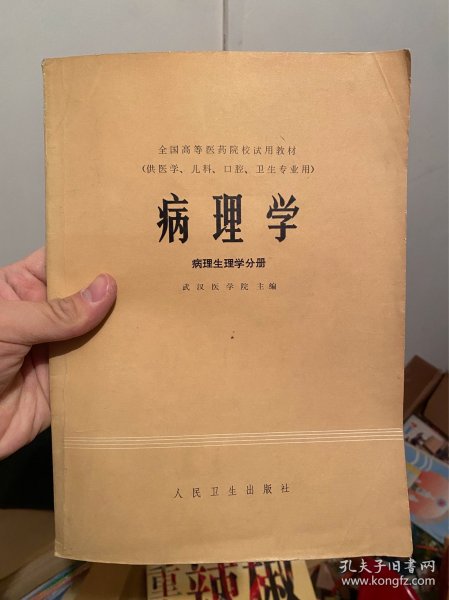 全国高等医药院校试用教材
（供医学、儿科、口腔、卫生专业用）
病理学
病理生理学分册
武汉医学院 主编
人民卫生出版社
重辣椒
孔夫子旧书网
www.kongfz.com